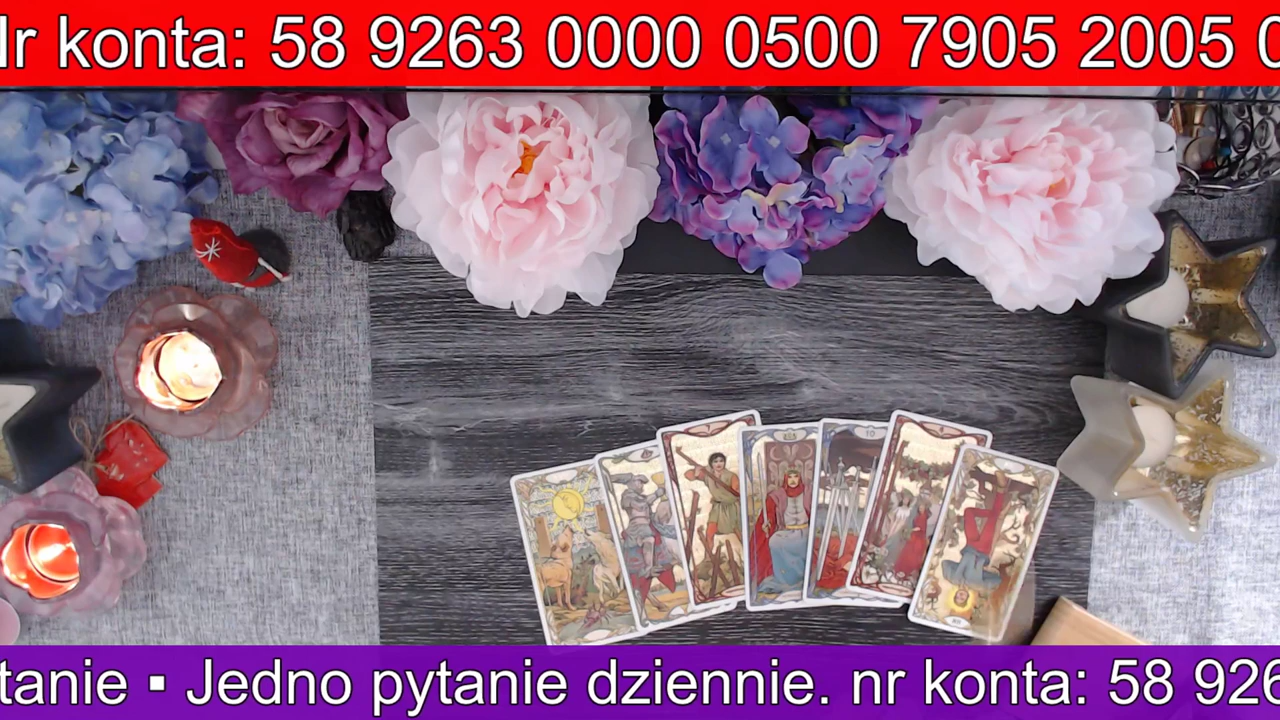 Nr konta: 58 9263 0000 0500 7905 2005 0
tanie ▪ Jedno pytanie dziennie. nr konta: 58 926